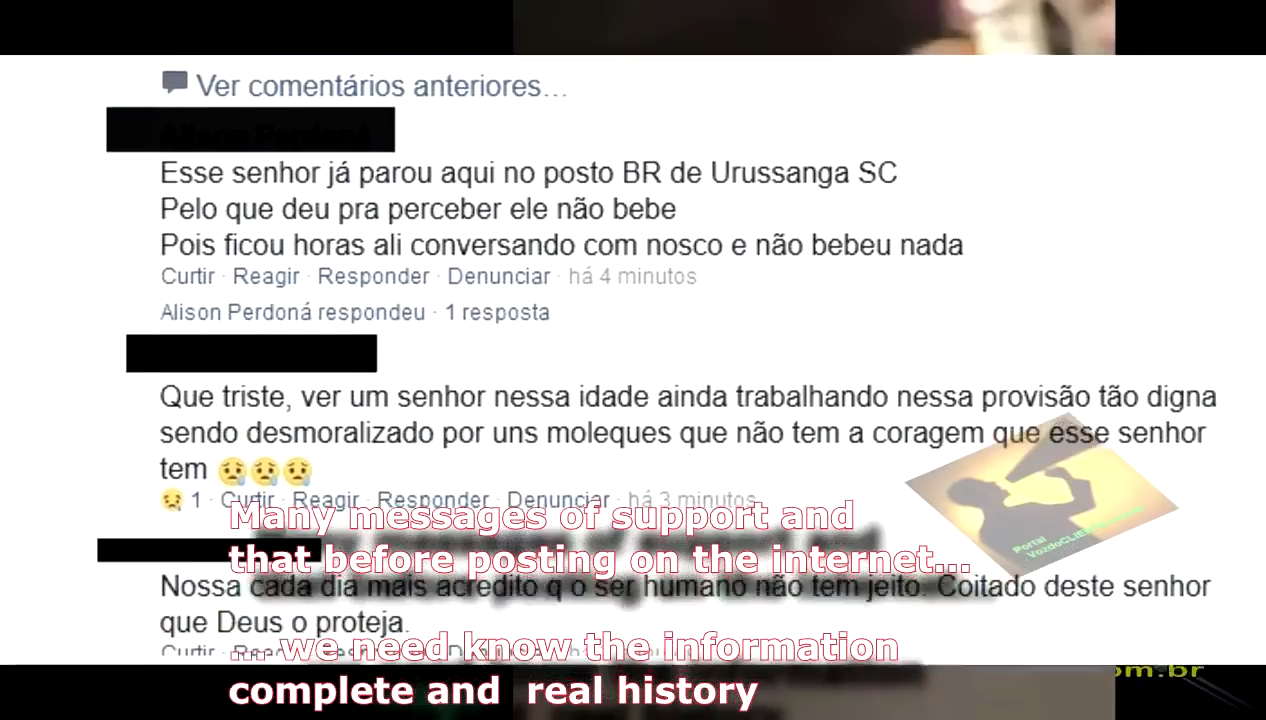 Ver comentários anteriores...
Esse senhor já parou aqui no posto BR de Urussanga SC
Pelo que deu pra perceber ele não bebe
Pois ficou horas ali conversando com nosco e não bebeu nada
Curtir · Reagir · Responder · Denunciar · há 4 minutos
Alison Perdoná respondeu · 1 resposta
Que triste, ver um senhor nessa idade ainda trabalhando nessa provisão tão digna
sendo desmoralizado por uns moleques que não tem a coragem que esse senhor
tem
1 · Curtir · Reagir · Responder · Denunciar · há 3 minutos
Many messages of support and
that before posting on the internet...
Nossa cada dia mais acredito q o ser humano não tem jeito. Coitado deste senhor
que Deus o proteja.
... we need know the information
complete and real history
Portal
om.br